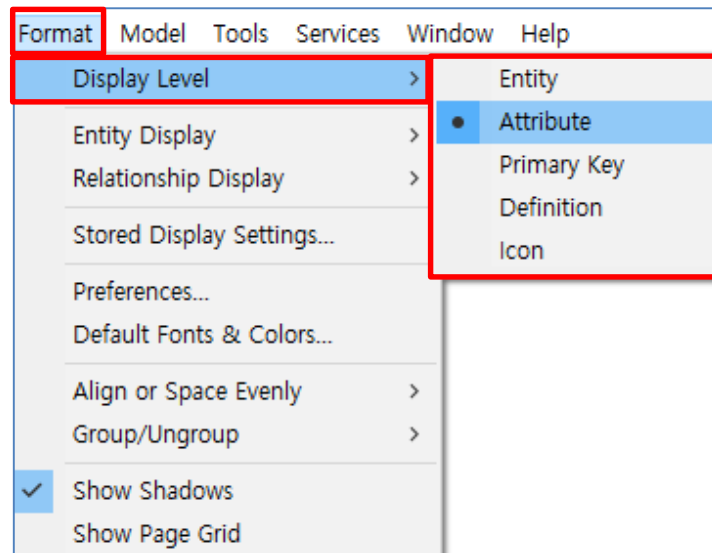 Format Model Tools Services Window Help
Display Level
Entity Display
Relationship Display
Stored Display Settings...
Preferences...
Default Fonts & Colors...
Align or Space Evenly
Group/Ungroup
Show Shadows
Show Page Grid
Entity
Attribute
Primary Key
Definition
Icon